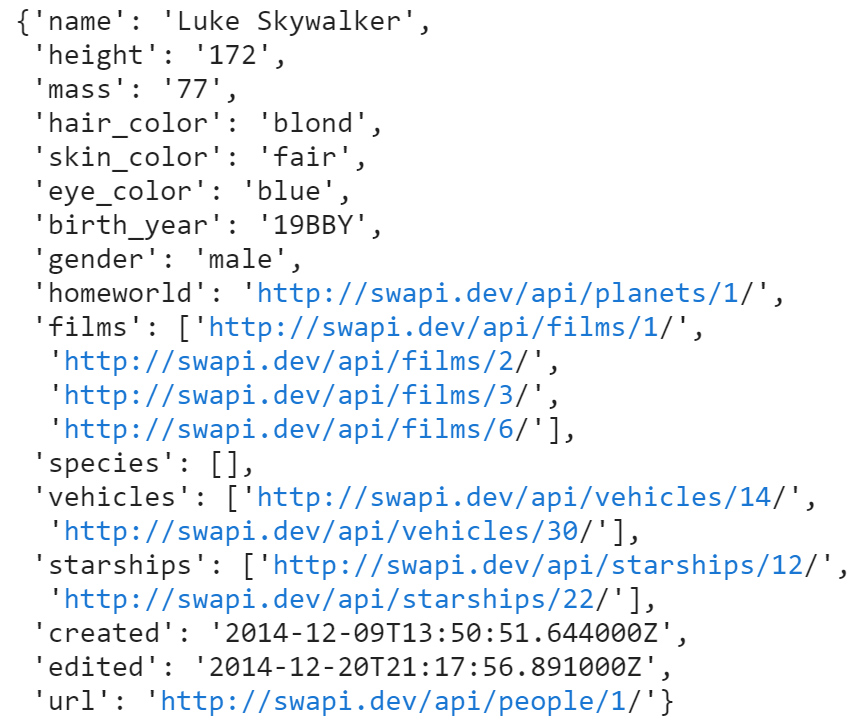 {'name': 'Luke Skywalker',
'height': '172',
'mass': '77',
'hair_color': 'blond',
'skin_color': 'fair',
'eye_color': 'blue',
'birth_year': '19BBY',
'gender': 'male',
'homeworld': 'http://swapi.dev/api/planets/1/',
'films': ['http://swapi.dev/api/films/1/',
'http://swapi.dev/api/films/2/',
'http://swapi.dev/api/films/3/',
'http://swapi.dev/api/films/6/'],
'species': [],
'vehicles': ['http://swapi.dev/api/vehicles/14/',
'http://swapi.dev/api/vehicles/30/'],
'starships': ['http://swapi.dev/api/starships/12/',
'http://swapi.dev/api/starships/22/'],
'created': '2014-12-09T13:50:51.644000Z',
'edited': '2014-12-20T21:17:56.891000Z',
'url': 'http://swapi.dev/api/people/1/'}